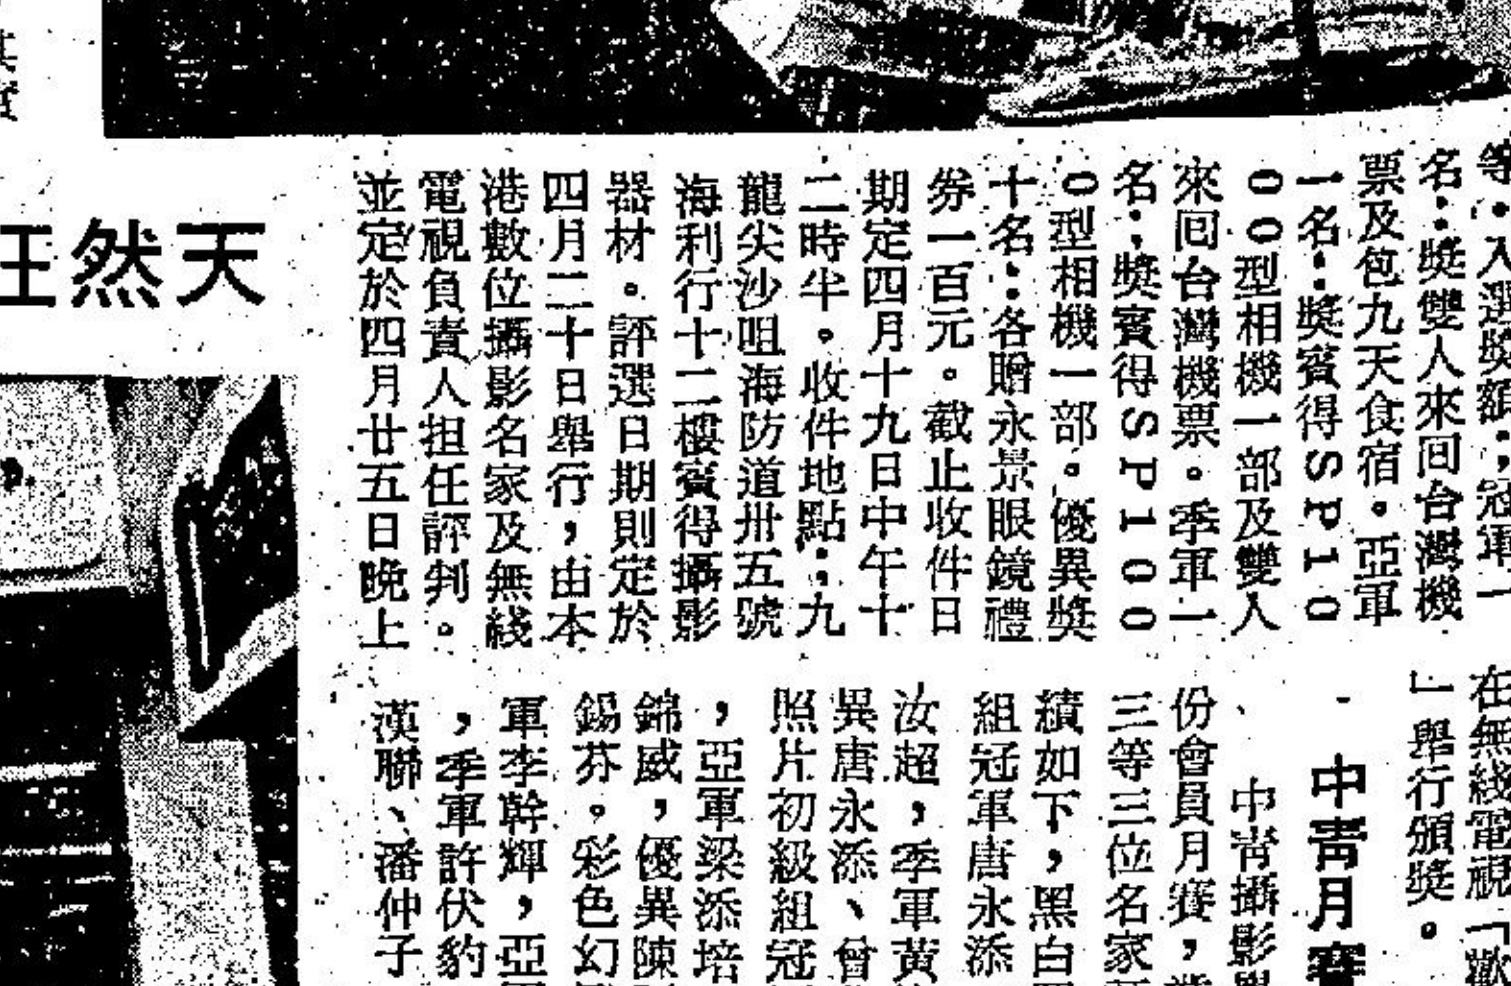 等。入選獎額：冠軍一
名：獎雙人來回台灣機
票及包九天食宿。亞軍
一名：獎賓得SP10
00型相機一部及雙人
來回台灣機票。季軍一
名：獎賓得SP100
0型相機一部。優異獎
十名：各贈永景眼鏡禮
券一百元。截止收件日
期定四月十九日中午十
二時半。收件地點：九
龍尖沙咀海防道卅五號
海利行十二樓賓得攝影
器材。評選日期則定於
四月二十日舉行，由本
港數位攝影名家及無綫
電視負責人担任評判。
並定於四月廿五日晚上
在無綫電視「歡
」舉行頒獎。
中青月賽
中青攝影
份會員月賽，
三等三位名家
績如下，黑白
組冠軍唐永添
汝超，季軍黃
異唐永添、曾
照片初級組冠
，亞軍梁添培
錦威，優異陳
錫芬。彩色幻
軍李幹輝，亞
，季軍許伏豹
漢聯、潘仲子
天然
其實